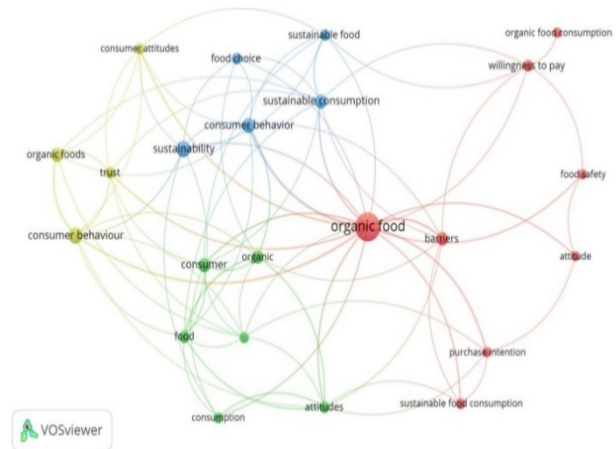 sustainable food
organic food consumption
consumer attitudes
food choice
willingness to pay
sustainable consumption
consumer behavior
sustainability
organic foods
trust
food safety
organic food
consumer behaviour
barriers
organic
attitude
consumer
food
purchase intention
sustainable food consumption
attitudes
consumption
VOSviewer